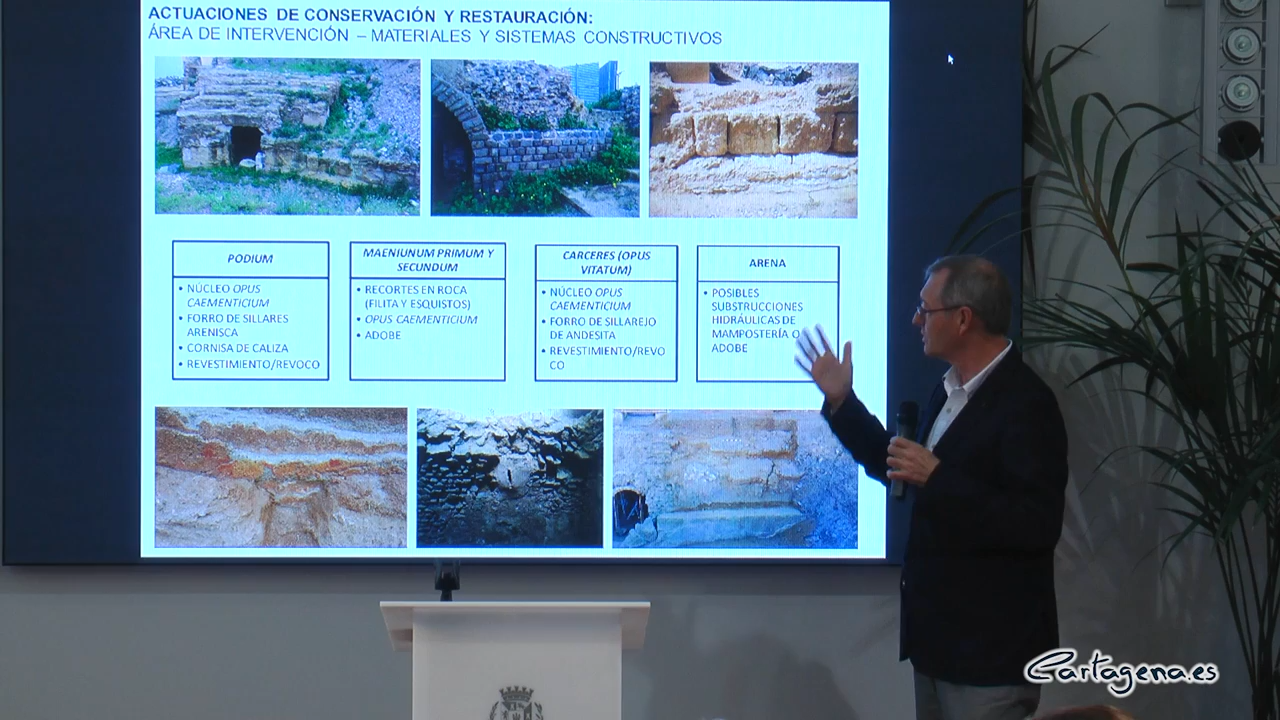 ACTUACIONES DE CONSERVACIÓN Y RESTAURACIÓN:
ÁREA DE INTERVENCIÓN – MATERIALES Y SISTEMAS CONSTRUCTIVOS
PODIUM
• NÚCLEO OPUS
CAEMENTICIUM
• FORRO DE SILLARES
ARENISCA
• CORNISA DE CALIZA
• REVESTIMIENTO/REVOCO
MAENIUNUM PRIMUM Y
SECUNDUM
• RECORTES EN ROCA
(FILITA Y ESQUISTOS)
• OPUS CAEMENTICIUM
• ADOBE
CARCERES (OPUS
VITATUM)
• NÚCLEO OPUS
CAEMENTICIUM
• FORRO DE SILLAREJO
DE ANDESITA
• REVESTIMIENTO/REVO
CO
ARENA
• POSIBLES
SUBSTRUCCIONES
HIDRÁULICAS DE
MAMPOSTERÍA O
ADOBE
Cartagena.es